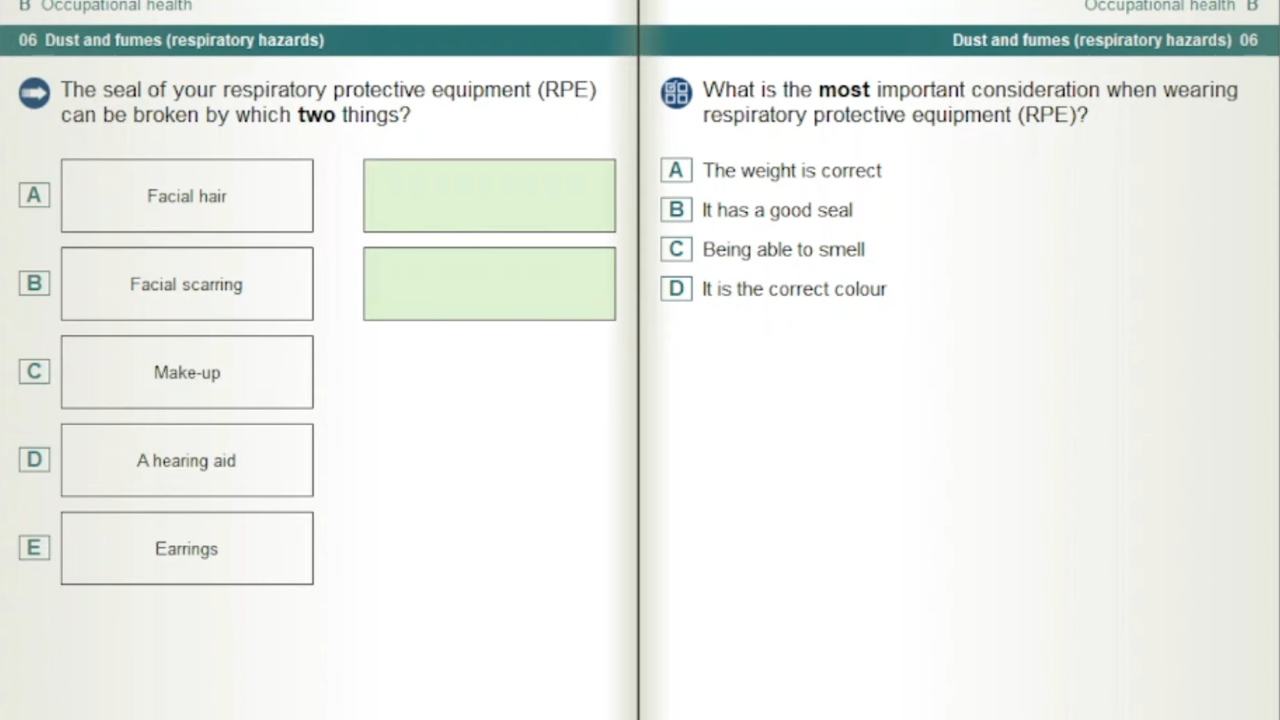 B Occupational health
06 Dust and fumes (respiratory hazards)
The seal of your respiratory protective equipment (RPE)
can be broken by which two things?
A Facial hair
B Facial scarring
C Make-up
D A hearing aid
E Earrings
Occupational health B
Dust and fumes (respiratory hazards) 06
What is the most important consideration when wearing
respiratory protective equipment (RPE)?
A The weight is correct
B It has a good seal
C Being able to smell
D It is the correct colour